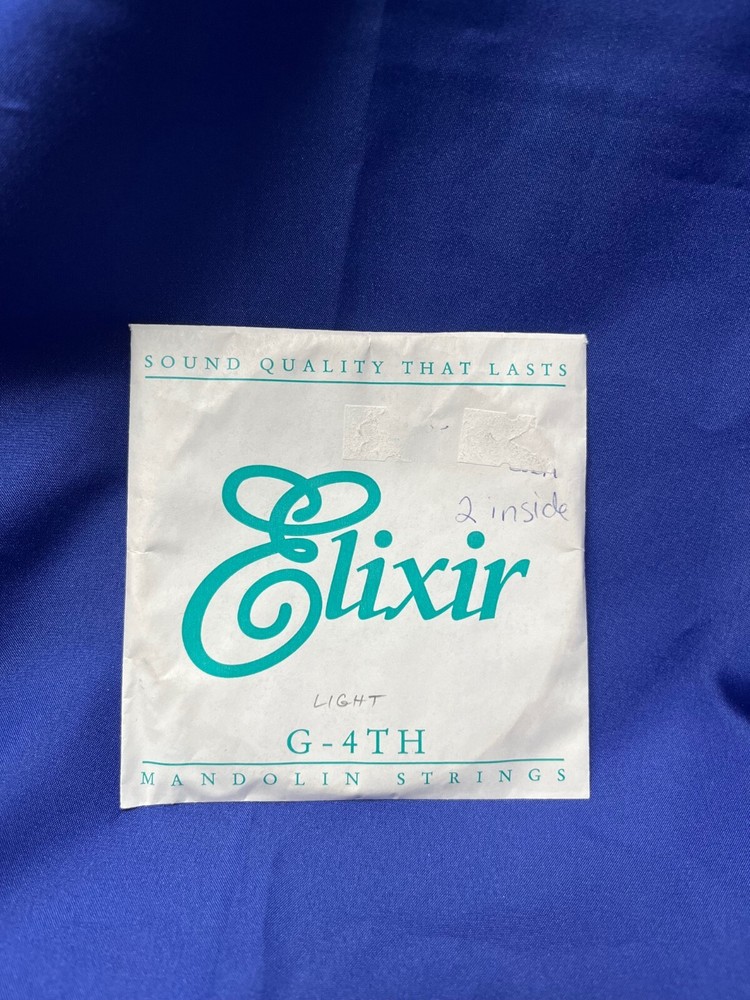 SOUND QUALITY THAT LASTS
2 inside
Elixir
LIGHT
G-4TH
MANDOLIN STRINGS